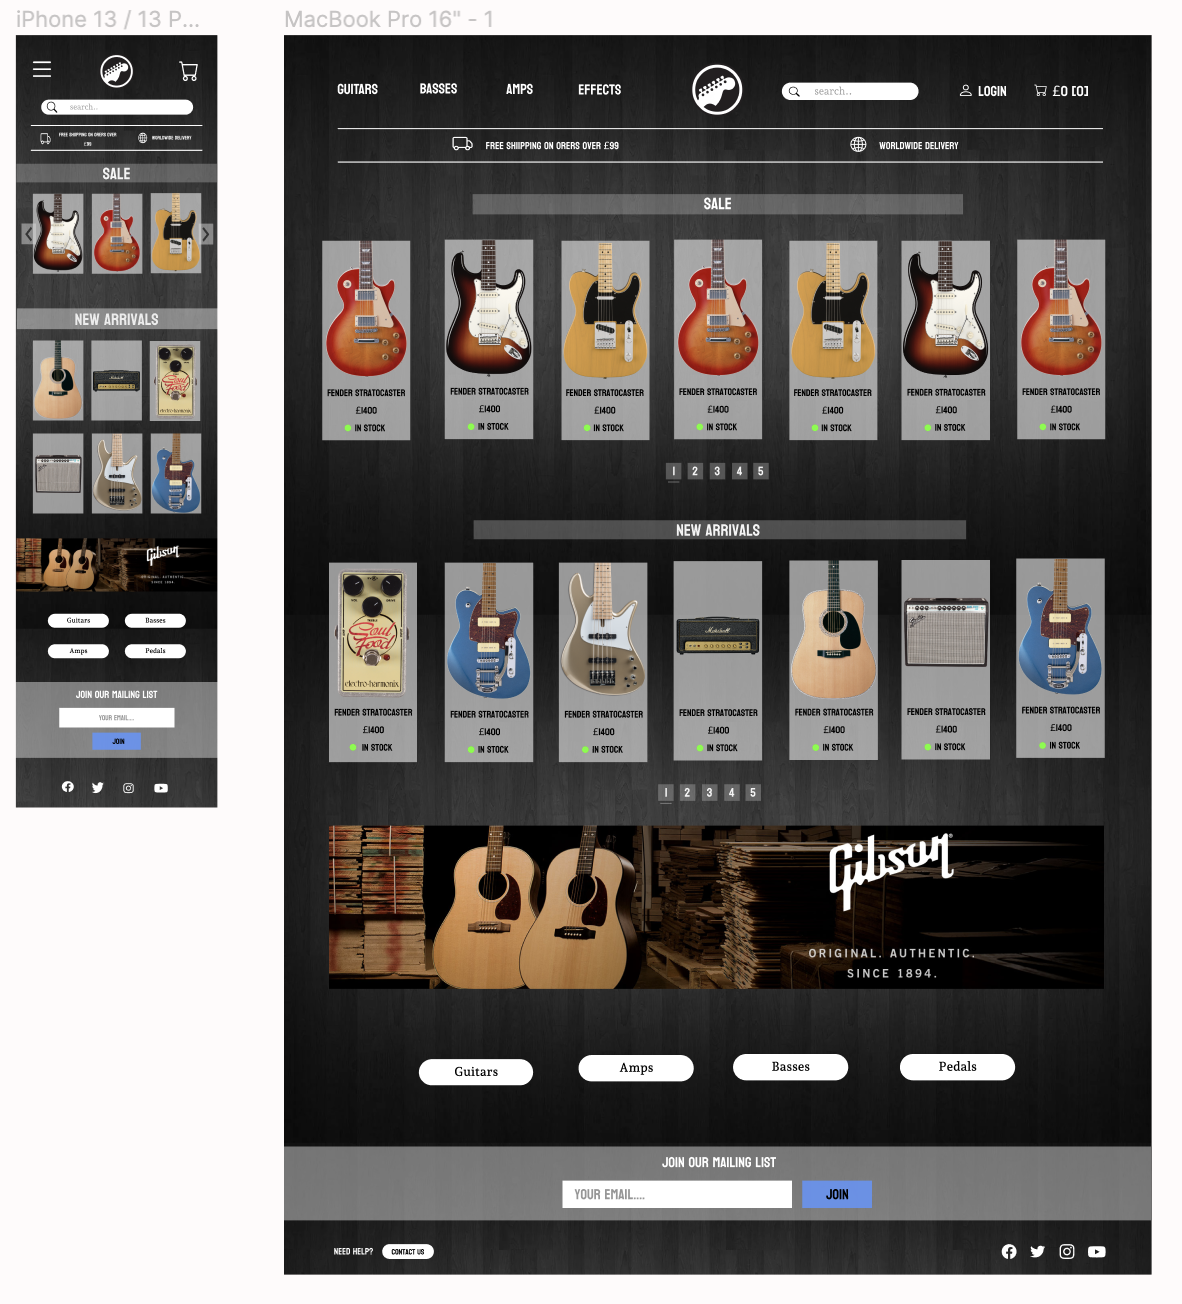 iPhone 13 / 13 P...
search..
FREE SHIIPPING ON ORERS OVER
£99
WORLDWIDE DELIVERY
SALE
NEW ARRIVALS
Marshall
Soul
Food
electro-harmonix
Gibson
ORIGINAL. AUTHENTIC.
SINCE 1894.
Guitars
Basses
Amps
Pedals
JOIN OUR MAILING LIST
YOUR EMAIL....
JOIN
MacBook Pro 16" - 1
GUITARS
BASSES
AMPS
EFFECTS
search..
LOGIN
£0 [0]
FREE SHIIPPING ON ORERS OVER £99
WORLDWIDE DELIVERY
SALE
FENDER STRATOCASTER
£1400
IN STOCK
FENDER STRATOCASTER
£1400
IN STOCK
FENDER STRATOCASTER
£1400
IN STOCK
FENDER STRATOCASTER
£1400
IN STOCK
FENDER STRATOCASTER
£1400
IN STOCK
FENDER STRATOCASTER
£1400
IN STOCK
FENDER STRATOCASTER
£1400
IN STOCK
1 2 3 4 5
NEW ARRIVALS
Soul
Food
electro-harmonix
FENDER STRATOCASTER
£1400
IN STOCK
FENDER STRATOCASTER
£1400
IN STOCK
FENDER STRATOCASTER
£1400
IN STOCK
Marshall
FENDER STRATOCASTER
£1400
IN STOCK
FENDER STRATOCASTER
£1400
IN STOCK
FENDER STRATOCASTER
£1400
IN STOCK
FENDER STRATOCASTER
£1400
IN STOCK
1 2 3 4 5
Gibson
ORIGINAL. AUTHENTIC.
SINCE 1894.
Guitars
Amps
Basses
Pedals
JOIN OUR MAILING LIST
YOUR EMAIL....
JOIN
NEED HELP?
CONTACT US